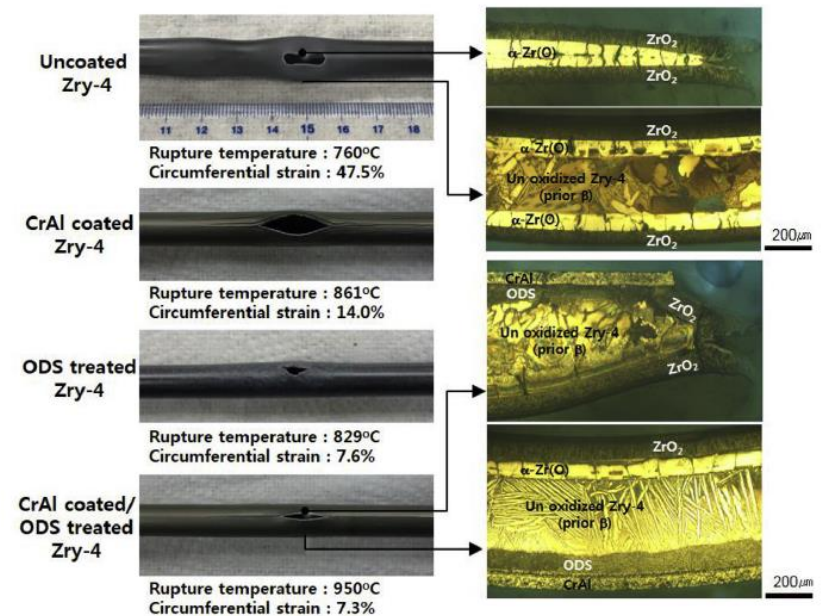 Uncoated
Zry-4
11 12 13 14 15 16 17 18
Rupture temperature : 760°C
Circumferential strain : 47.5%
CrAl coated
Zry-4
Rupture temperature : 861°C
Circumferential strain : 14.0%
ODS treated
Zry-4
Rupture temperature : 829°C
Circumferential strain : 7.6%
CrAl coated/
ODS treated
Zry-4
Rupture temperature : 950°C
Circumferential strain : 7.3%
ZrO₂
α-Zr(O)
ZrO₂
ZrO₂
α-Zr(O)
Un oxidized Zry-4
(prior β)
α-Zr(O)
ZrO₂
200㎛
CrAl
ODS
ZrO₂
Un oxidized Zry-4
(prior β)
ZrO₂
ZrO₂
α-Zr(O)
Un oxidized Zry-4
(prior β)
ODS
CrAl
200㎛